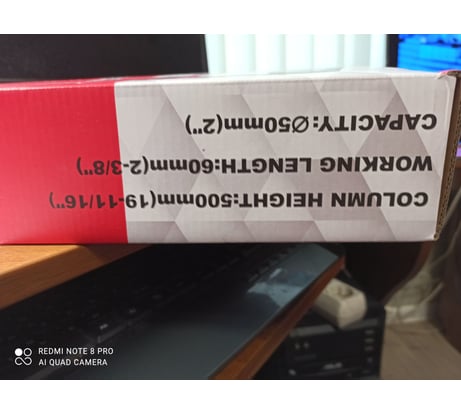 COLUMN HEIGHT:500mm(19-11/16")
WORKING LENGTH:60mm(2-3/8")
CAPACITY:Ø50mm(2")
REDMI NOTE 8 PRO
AI QUAD CAMERA